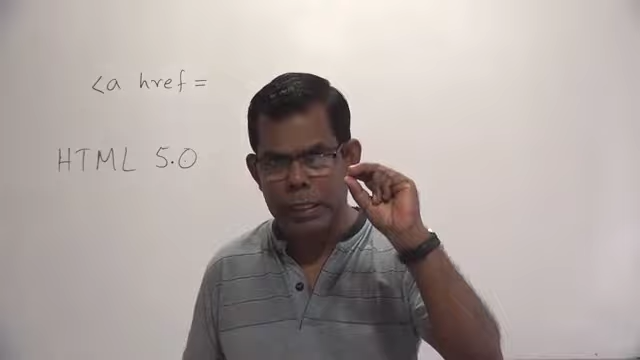 <a href =
HTML 5.0